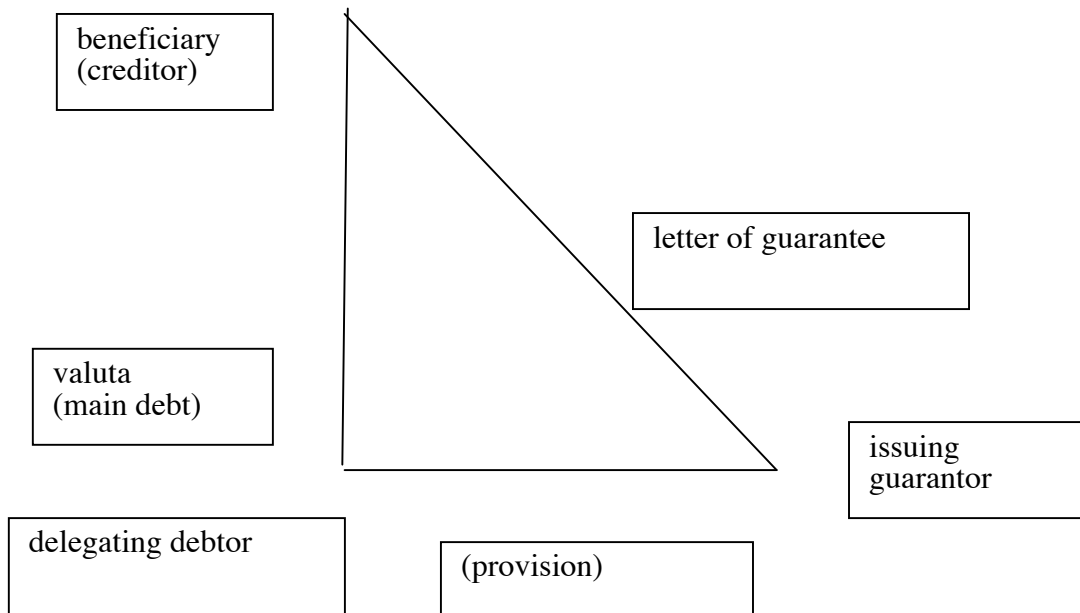 beneficiary
(creditor)
letter of guarantee
valuta
(main debt)
issuing
guarantor
delegating debtor
(provision)